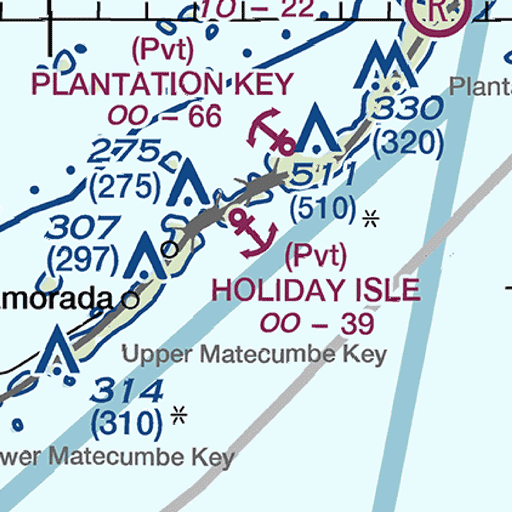 10 - 22
R
(Pvt)
PLANTATION KEY
00 - 66
Planta
330
(320)
275
(275)
511
(510) *
307
(297)
(Pvt)
HOLIDAY ISLE
00 - 39
morada
Upper Matecumbe Key
314
(310) *
wer Matecumbe Key